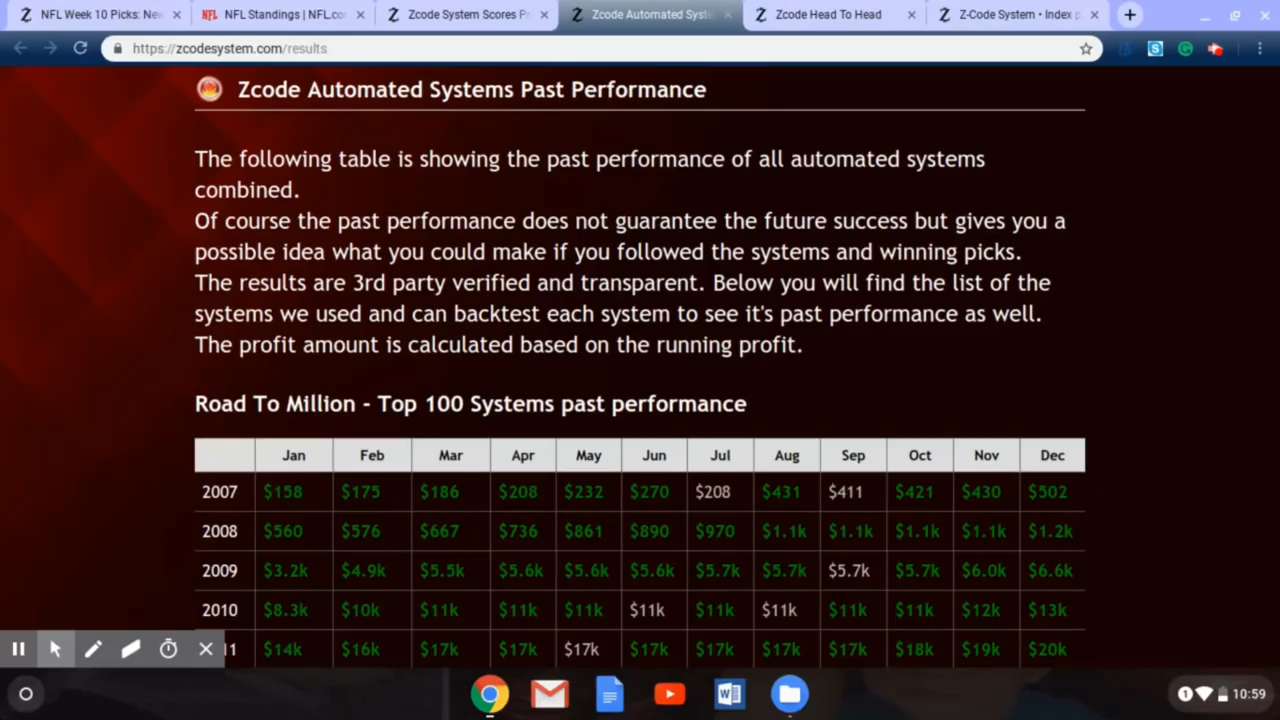 NFL Week 10 Picks: Nev
NFL Standings | NFL.co
Zcode System Scores Pr
Zcode Automated Syste
Zcode Head To Head
Z-Code System • Index p
https://zcodesystem.com/results
Zcode Automated Systems Past Performance
The following table is showing the past performance of all automated systems
combined.
Of course the past performance does not guarantee the future success but gives you a
possible idea what you could make if you followed the systems and winning picks.
The results are 3rd party verified and transparent. Below you will find the list of the
systems we used and can backtest each system to see it's past performance as well.
The profit amount is calculated based on the running profit.
Road To Million - Top 100 Systems past performance
Jan Feb Mar Apr May Jun Jul Aug Sep Oct Nov Dec
2007 $158 $175 $186 $208 $232 $270 $208 $431 $411 $421 $430 $502
2008 $560 $576 $667 $736 $861 $890 $970 $1.1k $1.1k $1.1k $1.1k $1.2k
2009 $3.2k $4.9k $5.5k $5.6k $5.6k $5.6k $5.7k $5.7k $5.7k $5.7k $6.0k $6.6k
2010 $8.3k $10k $11k $11k $11k $11k $11k $11k $11k $11k $12k $13k
11 $14k $16k $17k $17k $17k $17k $17k $17k $17k $18k $19k $20k
10:59